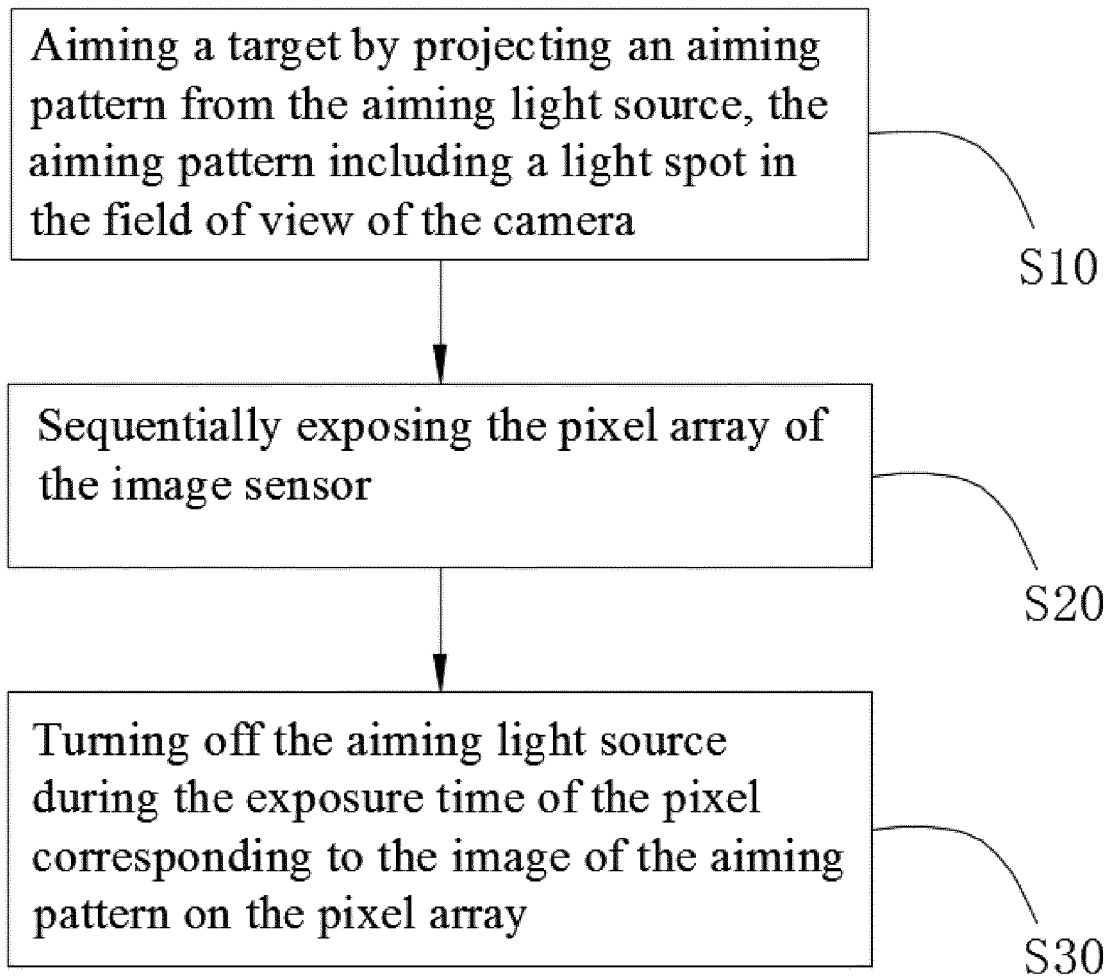 Aiming a target by projecting an aiming
pattern from the aiming light source, the
aiming pattern including a light spot in
the field of view of the camera
S10
Sequentially exposing the pixel array of
the image sensor
S20
Turning off the aiming light source
during the exposure time of the pixel
corresponding to the image of the aiming
pattern on the pixel array
S30